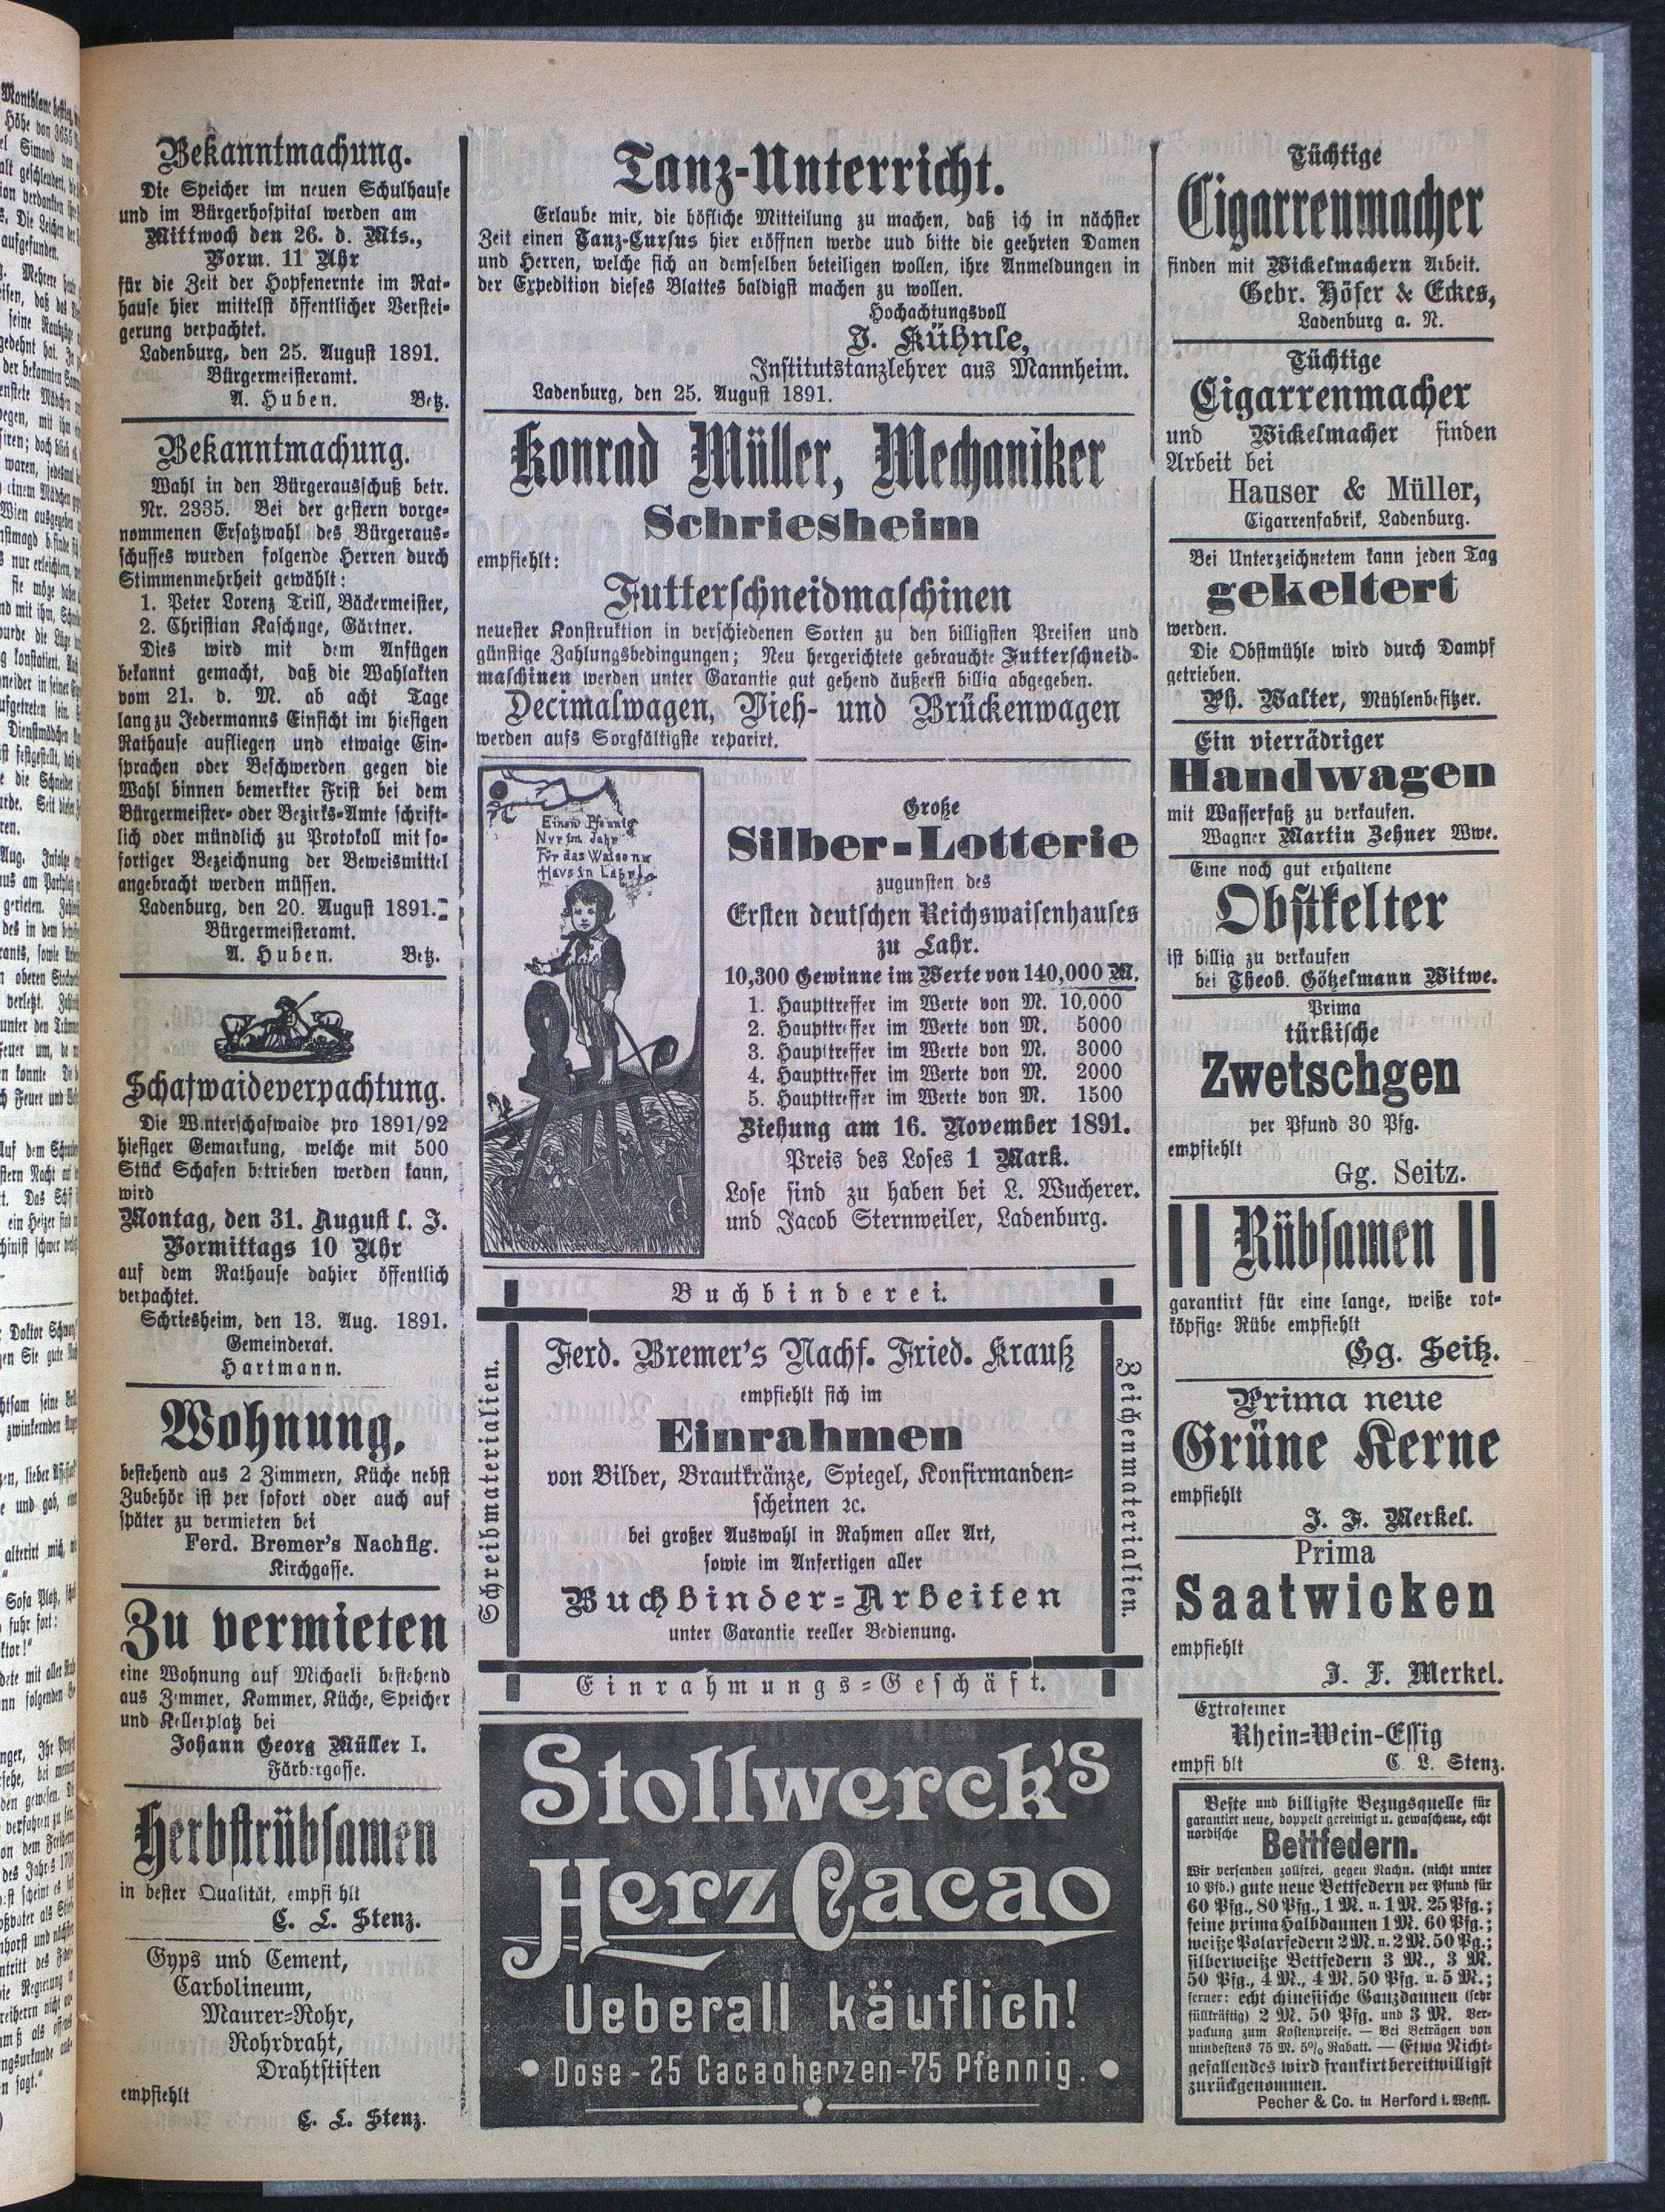 Bekanntmachung.
Die Speicher im neuen Schulhause
und im Bürgerhospital werden am
Mittwoch den 26. d. Mts.,
Vorm. 11 Uhr
für die Zeit der Hopfenernte im Rat-
hause hier mittelst öffentlicher Verstei-
gerung verpachtet.
Ladenburg, den 25. August 1891.
Bürgermeisteramt.
A. Huben. Betz.
Bekanntmachung.
Wahl in den Bürgerausschuß betr.
Nr. 2335. Bei der gestern vorge-
nommenen Ersatzwahl des Bürgeraus-
schusses wurden folgende Herren durch
Stimmenmehrheit gewählt:
1. Peter Lorenz Trill, Bäckermeister,
2. Christian Kaschuge, Gärtner.
Dies wird mit dem Anfügen
bekannt gemacht, daß die Wahlakten
vom 21. d. M. ab acht Tage
lang zu Jedermanns Einsicht im hiesigen
Rathause aufliegen und etwaige Ein-
sprachen oder Beschwerden gegen die
Wahl binnen bemerkter Frist bei dem
Bürgermeister- oder Bezirks-Amte schrift-
lich oder mündlich zu Protokoll mit so-
fortiger Bezeichnung der Beweismittel
angebracht werden müssen.
Ladenburg, den 20. August 1891.
Bürgermeisteramt.
A. Huben. Betz.
Schafwaideverpachtung.
Die Winterschafwaide pro 1891/92
hiesiger Gemarkung, welche mit 500
Stück Schafen betrieben werden kann,
wird
Montag, den 31. August l. J.
Vormittags 10 Uhr
auf dem Rathause dahier öffentlich
verpachtet.
Schriesheim, den 13. Aug. 1891.
Gemeinderat.
Hartmann.
Wohnung,
bestehend aus 2 Zimmern, Küche nebst
Zubehör ist per sofort oder auch auf
später zu vermieten bei
Ferd. Bremer's Nachflg.
Kirchgasse.
Zu vermieten
eine Wohnung auf Michaeli bestehend
aus Zimmer, Kammer, Küche, Speicher
und Kellerplatz bei
Johann Georg Müller I.
Färbergasse.
Herbstrübsamen
in bester Qualität, empfi hlt
C. L. Stenz.
Gyps und Cement,
Carbolineum,
Maurer=Rohr,
Rohrdraht,
Drahtstiften
empfiehlt
C. L. Stenz.
Tanz-Unterricht.
Erlaube mir, die höfliche Mitteilung zu machen, daß ich in nächster
Zeit einen Tanz-Cursus hier eröffnen werde und bitte die geehrten Damen
und Herren, welche sich an demselben beteiligen wollen, ihre Anmeldungen in
der Expedition dieses Blattes baldigst machen zu wollen.
Hochachtungsvoll
J. Kühnle,
Institutstanzlehrer aus Mannheim.
Ladenburg, den 25. August 1891.
Konrad Müller, Mechaniker
Schriesheim
empfiehlt:
Futterschneidmaschinen
neuester Konstruktion in verschiedenen Sorten zu den billigsten Preisen und
günstige Zahlungsbedingungen; Neu hergerichtete gebrauchte Futterschneid-
maschinen werden unter Garantie gut gehend äußerst billig abgegeben.
Decimalwagen, Vieh- und Brückenwagen
werden aufs Sorgfältigste reparirt.
Einen Pfennig
Nur im Jahr
Für das Waisen
Haus in Lahr!
Große
Silber=Lotterie
zugunsten des
Ersten deutschen Reichswaisenhauses
zu Lahr.
10,300 Gewinne im Werte von 140,000 M.
1. Haupttreffer im Werte von M. 10,000
2. Haupttreffer im Werte von M. 5000
3. Haupttreffer im Werte von M. 3000
4. Haupttreffer im Werte von M. 2000
5. Haupttreffer im Werte von M. 1500
Ziehung am 16. November 1891.
Preis des Loses 1 Mark.
Lose sind zu haben bei L. Wucherer.
und Jacob Sternweiler, Ladenburg.
Buchbinderei.
Schreibmaterialien.
Ferd. Bremer's Nachf. Fried. Krauß
empfiehlt sich im
Einrahmen
von Bilder, Brautkränze, Spiegel, Konfirmanden=
scheinen ꝛc.
bei großer Auswahl in Rahmen aller Art,
sowie im Anfertigen aller
Buchbinder=Arbeiten
unter Garantie reeller Bedienung.
Zeichenmaterialien.
Einrahmungs=Geschäft.
Stollwerck's
Herz Cacao
Ueberall käuflich!
Dose-25 Cacaoherzen-75 Pfennig.
Tüchtige
Cigarrenmacher
finden mit Wickelmachern Arbeit.
Gebr. Höfer & Eckes,
Ladenburg a. N.
Tüchtige
Cigarrenmacher
und Wickelmacher finden
Arbeit bei
Hauser & Müller,
Cigarrenfabrik, Ladenburg.
Bei Unterzeichnetem kann jeden Tag
gekeltert
werden.
Die Obstmühle wird durch Dampf
getrieben.
Ph. Walter, Mühlenbesitzer.
Ein vierrädriger
Handwagen
mit Wasserfaß zu verkaufen.
Wagner Martin Zehner Wwe.
Eine noch gut erhaltene
Obstkelter
ist billig zu verkaufen
bei Theob. Götzelmann Witwe.
Prima
türkische
Zwetschgen
per Pfund 30 Pfg.
empfiehlt
Gg. Seitz.
Rübsamen
garantirt für eine lange, weiße rot=
köpfige Rübe empfiehlt
Gg. Seitz.
Prima neue
Grüne Kerne
empfiehlt
J. F. Merkel.
Prima
Saatwicken
empfiehlt
J. F. Merkel.
Extrafeiner
Rhein=Wein-Essig
empfi hlt C. L. Stenz.
Beste und billigste Bezugsquelle für
garantirt neue, doppelt gereinigt u. gewaschene, echt
nordische
Bettfedern.
Wir versenden zollfrei, gegen Nachn. (nicht unter
10 Pfd.) gute neue Bettfedern per Pfund für
60 Pfg., 80 Pfg., 1 M. u. 1 M. 25 Pfg.;
feine prima Halbdaunen 1 M. 60 Pfg.;
weiße Polarfedern 2 M. u. 2 M. 50 Pg.;
silberweiße Bettfedern 3 M., 3 M.
50 Pfg., 4 M., 4 M. 50 Pfg. u. 5 M.;
ferner: echt chinesische Ganzdaunen (sehr
füllkräftig) 2 M. 50 Pfg. und 3 M. Ver-
packung zum Kostenpreise. — Bei Beträgen von
mindestens 75 M. 5% Rabatt. — Etwa Nicht-
gefallendes wird frankirt bereitwilligst
zurückgenommen.
Pecher & Co. in Herford i. Westfl.